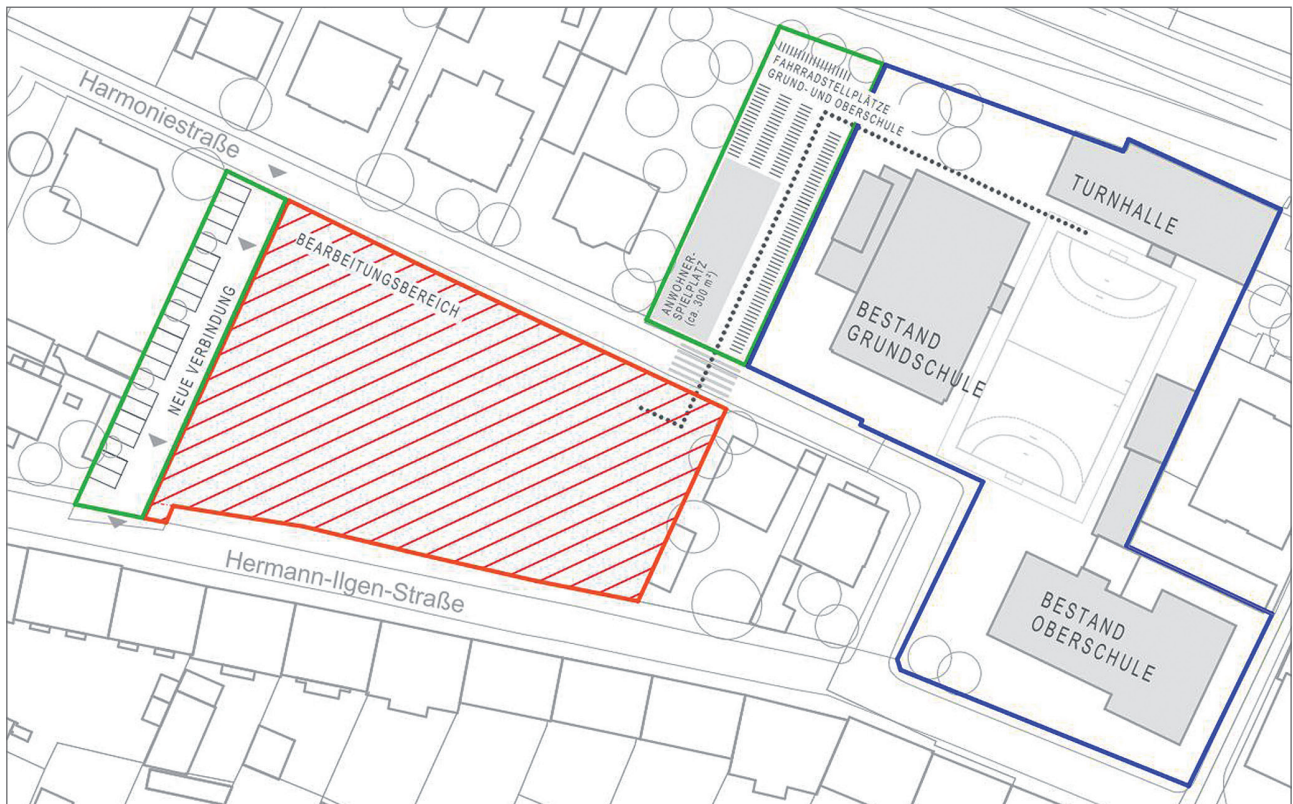 Harmoniestraße
FAHRRADSTELLPLÄTZE
GRUND- UND OBERSCHULE
TURNHALLE
BEARBEITUNGSBEREICH
NEUE VERBINDUNG
ANWOHNER-
SPIELPLATZ
(ca. 300 m²)
BESTAND
GRUNDSCHULE
Hermann-Ilgen-Straße
BESTAND
OBERSCHULE